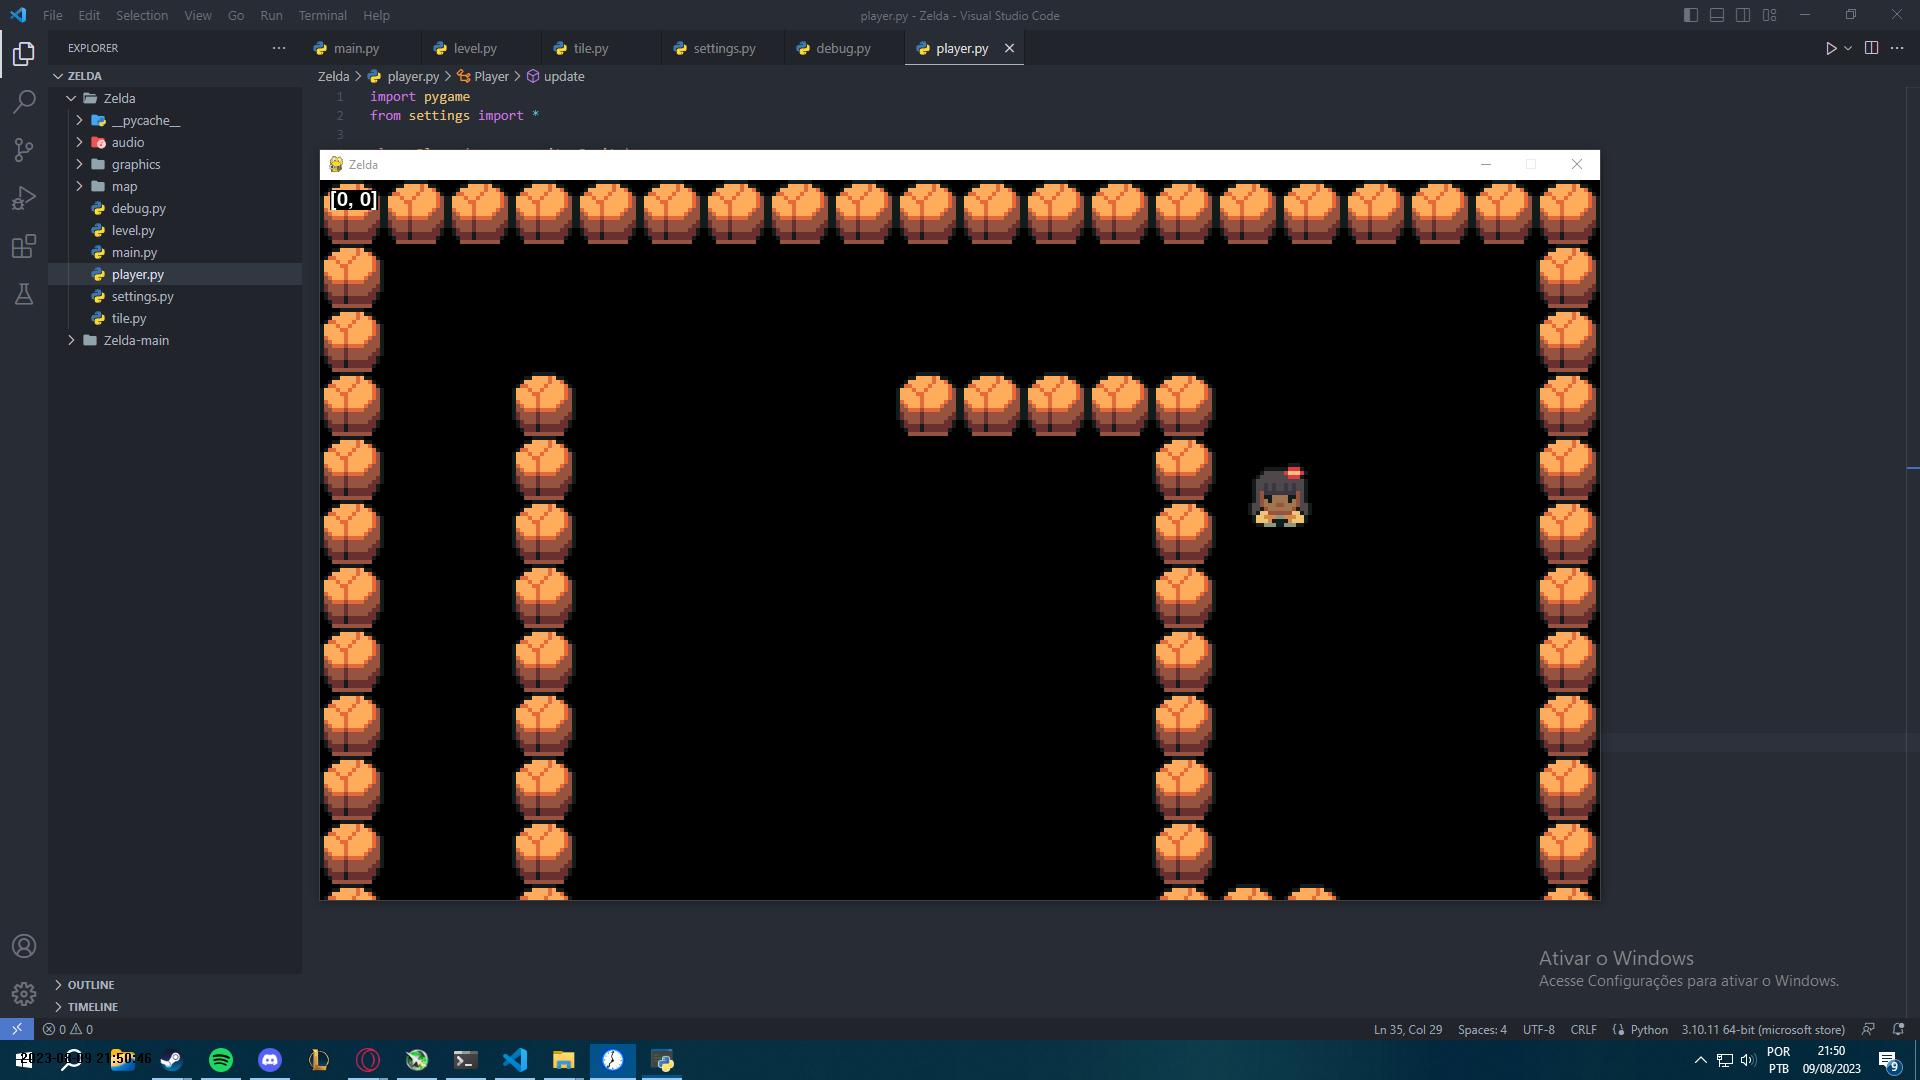 File Edit Selection View Go Run Terminal Help
player.py - Zelda - Visual Studio Code
EXPLORER
main.py level.py tile.py settings.py debug.py player.py
ZELDA
Zelda > player.py > Player > update
Zelda
__pycache__
audio
graphics
map
debug.py
level.py
main.py
player.py
settings.py
tile.py
Zelda-main
1 import pygame
2 from settings import *
3
Zelda
[0, 0]
Ativar o Windows
Acesse Configurações para ativar o Windows.
OUTLINE
TIMELINE
0 0
Ln 35, Col 29 Spaces: 4 UTF-8 CRLF Python 3.10.11 64-bit (microsoft store)
2023-08-09 21:50:46
POR
PTB
21:50
09/08/2023
9